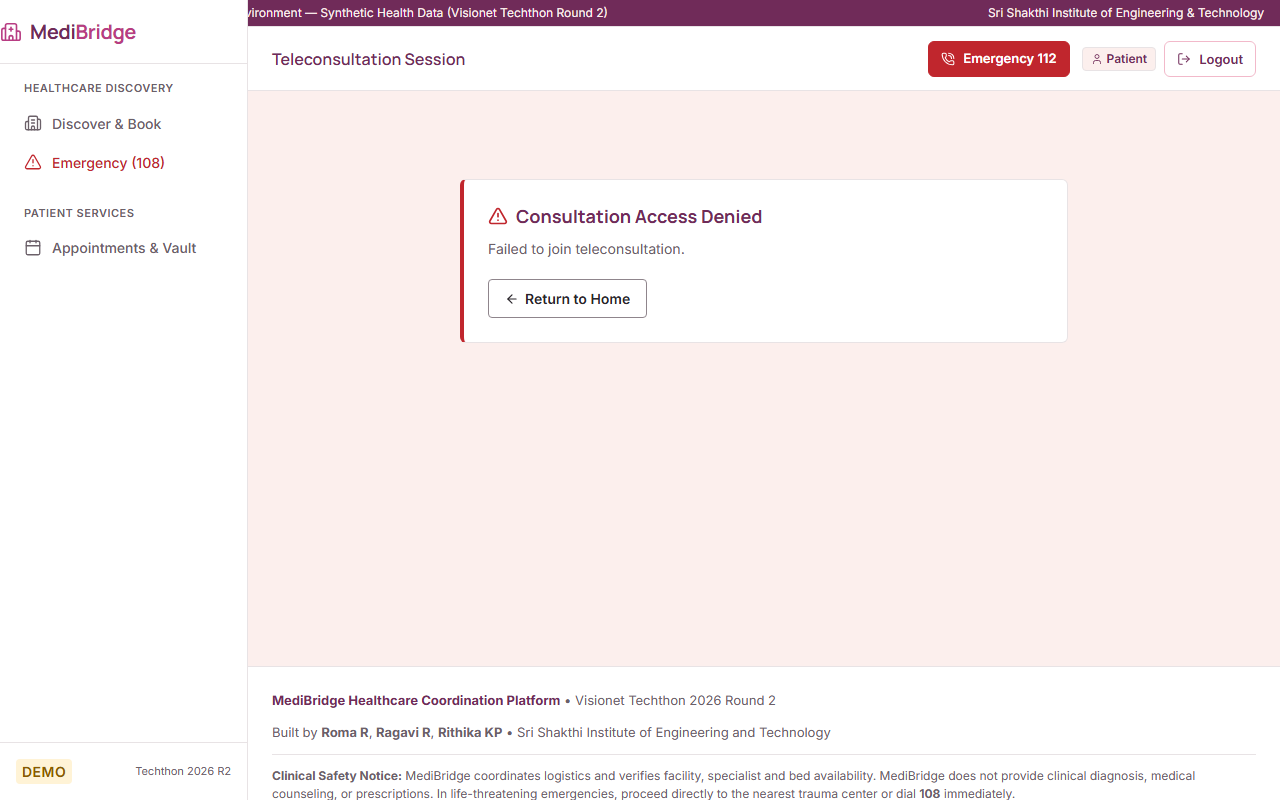 MediBridge
HEALTHCARE DISCOVERY
Discover & Book
Emergency (108)
PATIENT SERVICES
Appointments & Vault
DEMO
Techthon 2026 R2
— Synthetic Health Data (Visionet Techthon Round 2)
Sri Shakthi Institute of Engineering & Technology
Teleconsultation Session
Emergency 112
Patient
Logout
Consultation Access Denied
Failed to join teleconsultation.
Return to Home
MediBridge Healthcare Coordination Platform • Visionet Techthon 2026 Round 2
Built by Roma R, Ragavi R, Rithika KP • Sri Shakthi Institute of Engineering and Technology
Clinical Safety Notice: MediBridge coordinates logistics and verifies facility, specialist and bed availability. MediBridge does not provide clinical diagnosis, medical
counseling, or prescriptions. In life-threatening emergencies, proceed directly to the nearest trauma center or dial 108 immediately.